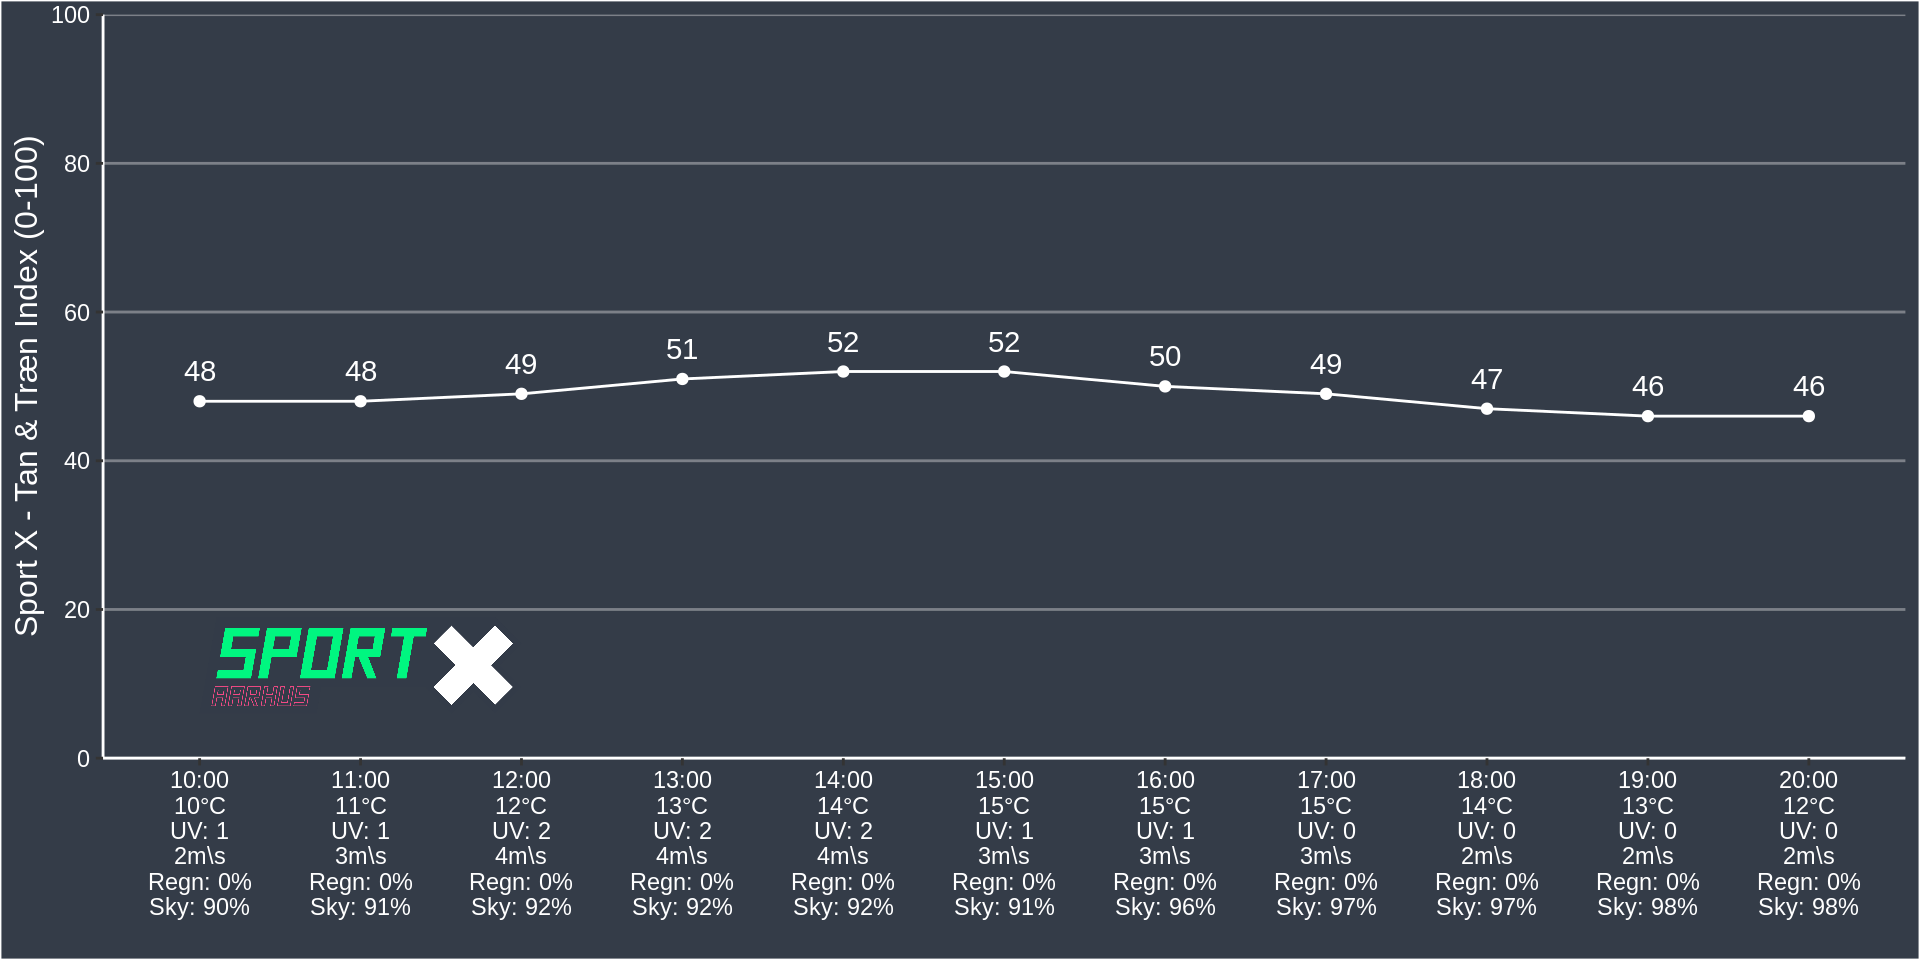 Sport X - Tan & Træn Index (0-100)
100
80
60
40
20
0
48 48 49 51 52 52 50 49 47 46 46
SPORT X
AARHUS
10:00 11:00 12:00 13:00 14:00 15:00 16:00 17:00 18:00 19:00 20:00
10°C 11°C 12°C 13°C 14°C 15°C 15°C 15°C 14°C 13°C 12°C
UV: 1 UV: 1 UV: 2 UV: 2 UV: 2 UV: 1 UV: 1 UV: 0 UV: 0 UV: 0 UV: 0
2m\s 3m\s 4m\s 4m\s 4m\s 3m\s 3m\s 3m\s 2m\s 2m\s 2m\s
Regn: 0% Regn: 0% Regn: 0% Regn: 0% Regn: 0% Regn: 0% Regn: 0% Regn: 0% Regn: 0% Regn: 0% Regn: 0%
Sky: 90% Sky: 91% Sky: 92% Sky: 92% Sky: 92% Sky: 91% Sky: 96% Sky: 97% Sky: 97% Sky: 98% Sky: 98%